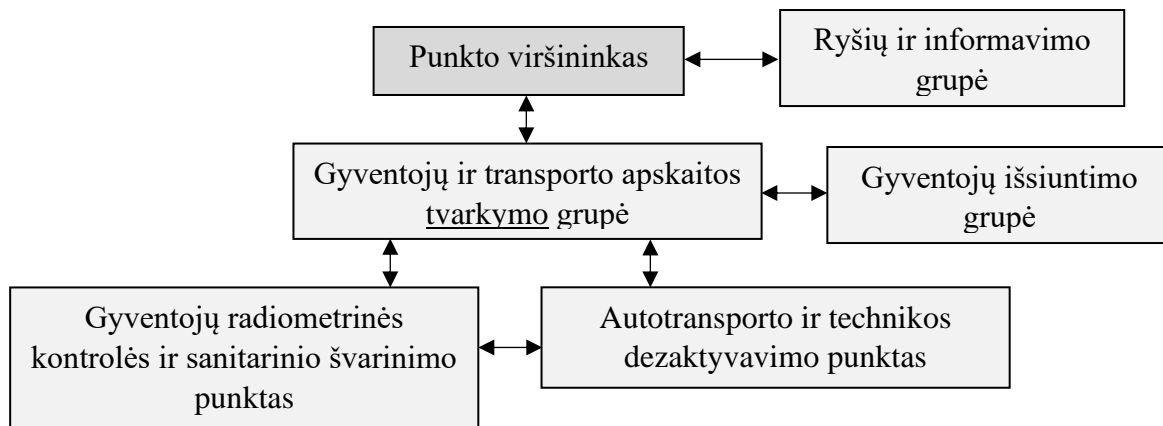 Punkto viršininkas
Ryšių ir informavimo
grupė
Gyventojų ir transporto apskaitos
tvarkymo grupė
Gyventojų išsiuntimo
grupė
Gyventojų radiometrinės
kontrolės ir sanitarinio švarinimo
punktas
Autotransporto ir technikos
dezaktyvavimo punktas